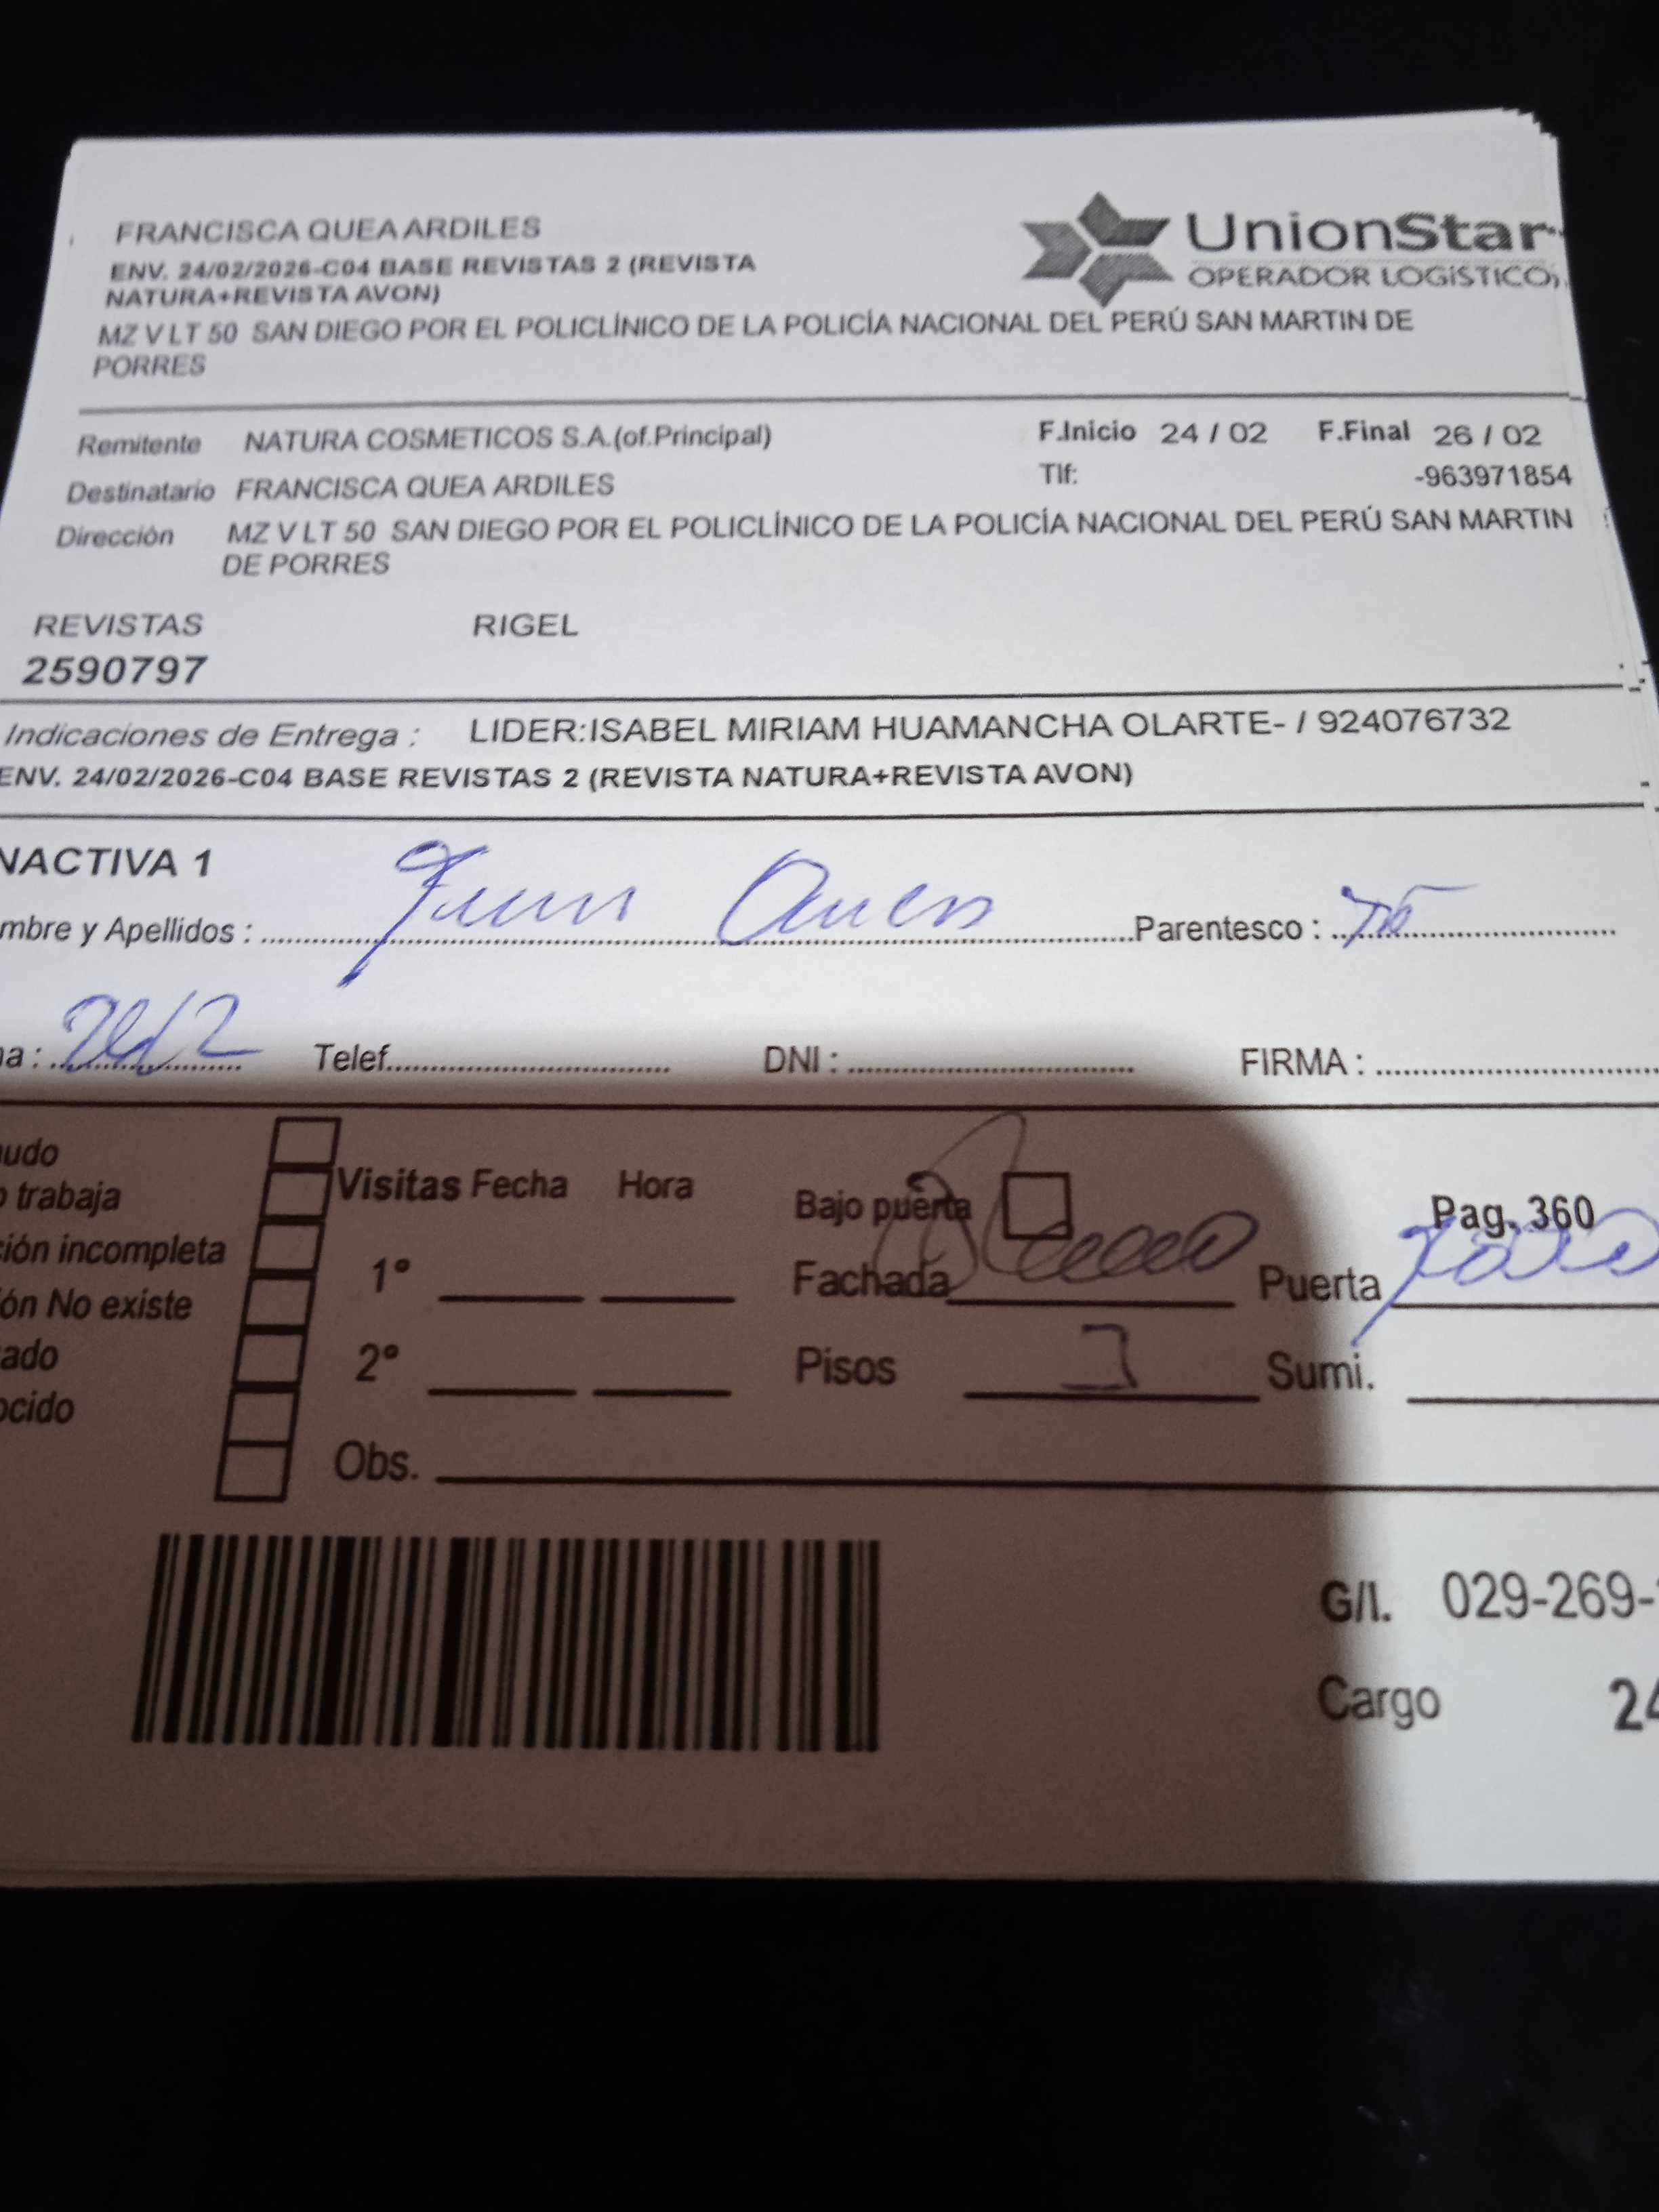 FRANCISCA QUEA ARDILES
UnionStar
ENV. 24/02/2026-C04 BASE REVISTAS 2 (REVISTA
NATURA+REVISTA AVON)
OPERADOR LOGÍSTICO
MZ V LT 50 SAN DIEGO POR EL POLICLÍNICO DE LA POLICÍA NACIONAL DEL PERÚ SAN MARTIN DE
PORRES
Remitente NATURA COSMETICOS S.A.(of.Principal) F.Inicio 24 / 02 F.Final 26 / 02
Destinatario FRANCISCA QUEA ARDILES Tlf: -963971854
Dirección MZ V LT 50 SAN DIEGO POR EL POLICLÍNICO DE LA POLICÍA NACIONAL DEL PERÚ SAN MARTIN
DE PORRES
REVISTAS RIGEL
2590797
Indicaciones de Entrega : LIDER:ISABEL MIRIAM HUAMANCHA OLARTE- / 924076732
ENV. 24/02/2026-C04 BASE REVISTAS 2 (REVISTA NATURA+REVISTA AVON)
NACTIVA 1
mbre y Apellidos : Parentesco :
a : Telef. DNI : FIRMA :
udo
o trabaja Visitas Fecha Hora Bajo puerta Pag. 360
ción incompleta 1° Fachada Puerta
ón No existe
ado 2° Pisos Sumi.
ocido
Obs.
G/I. 029-269-
Cargo 24